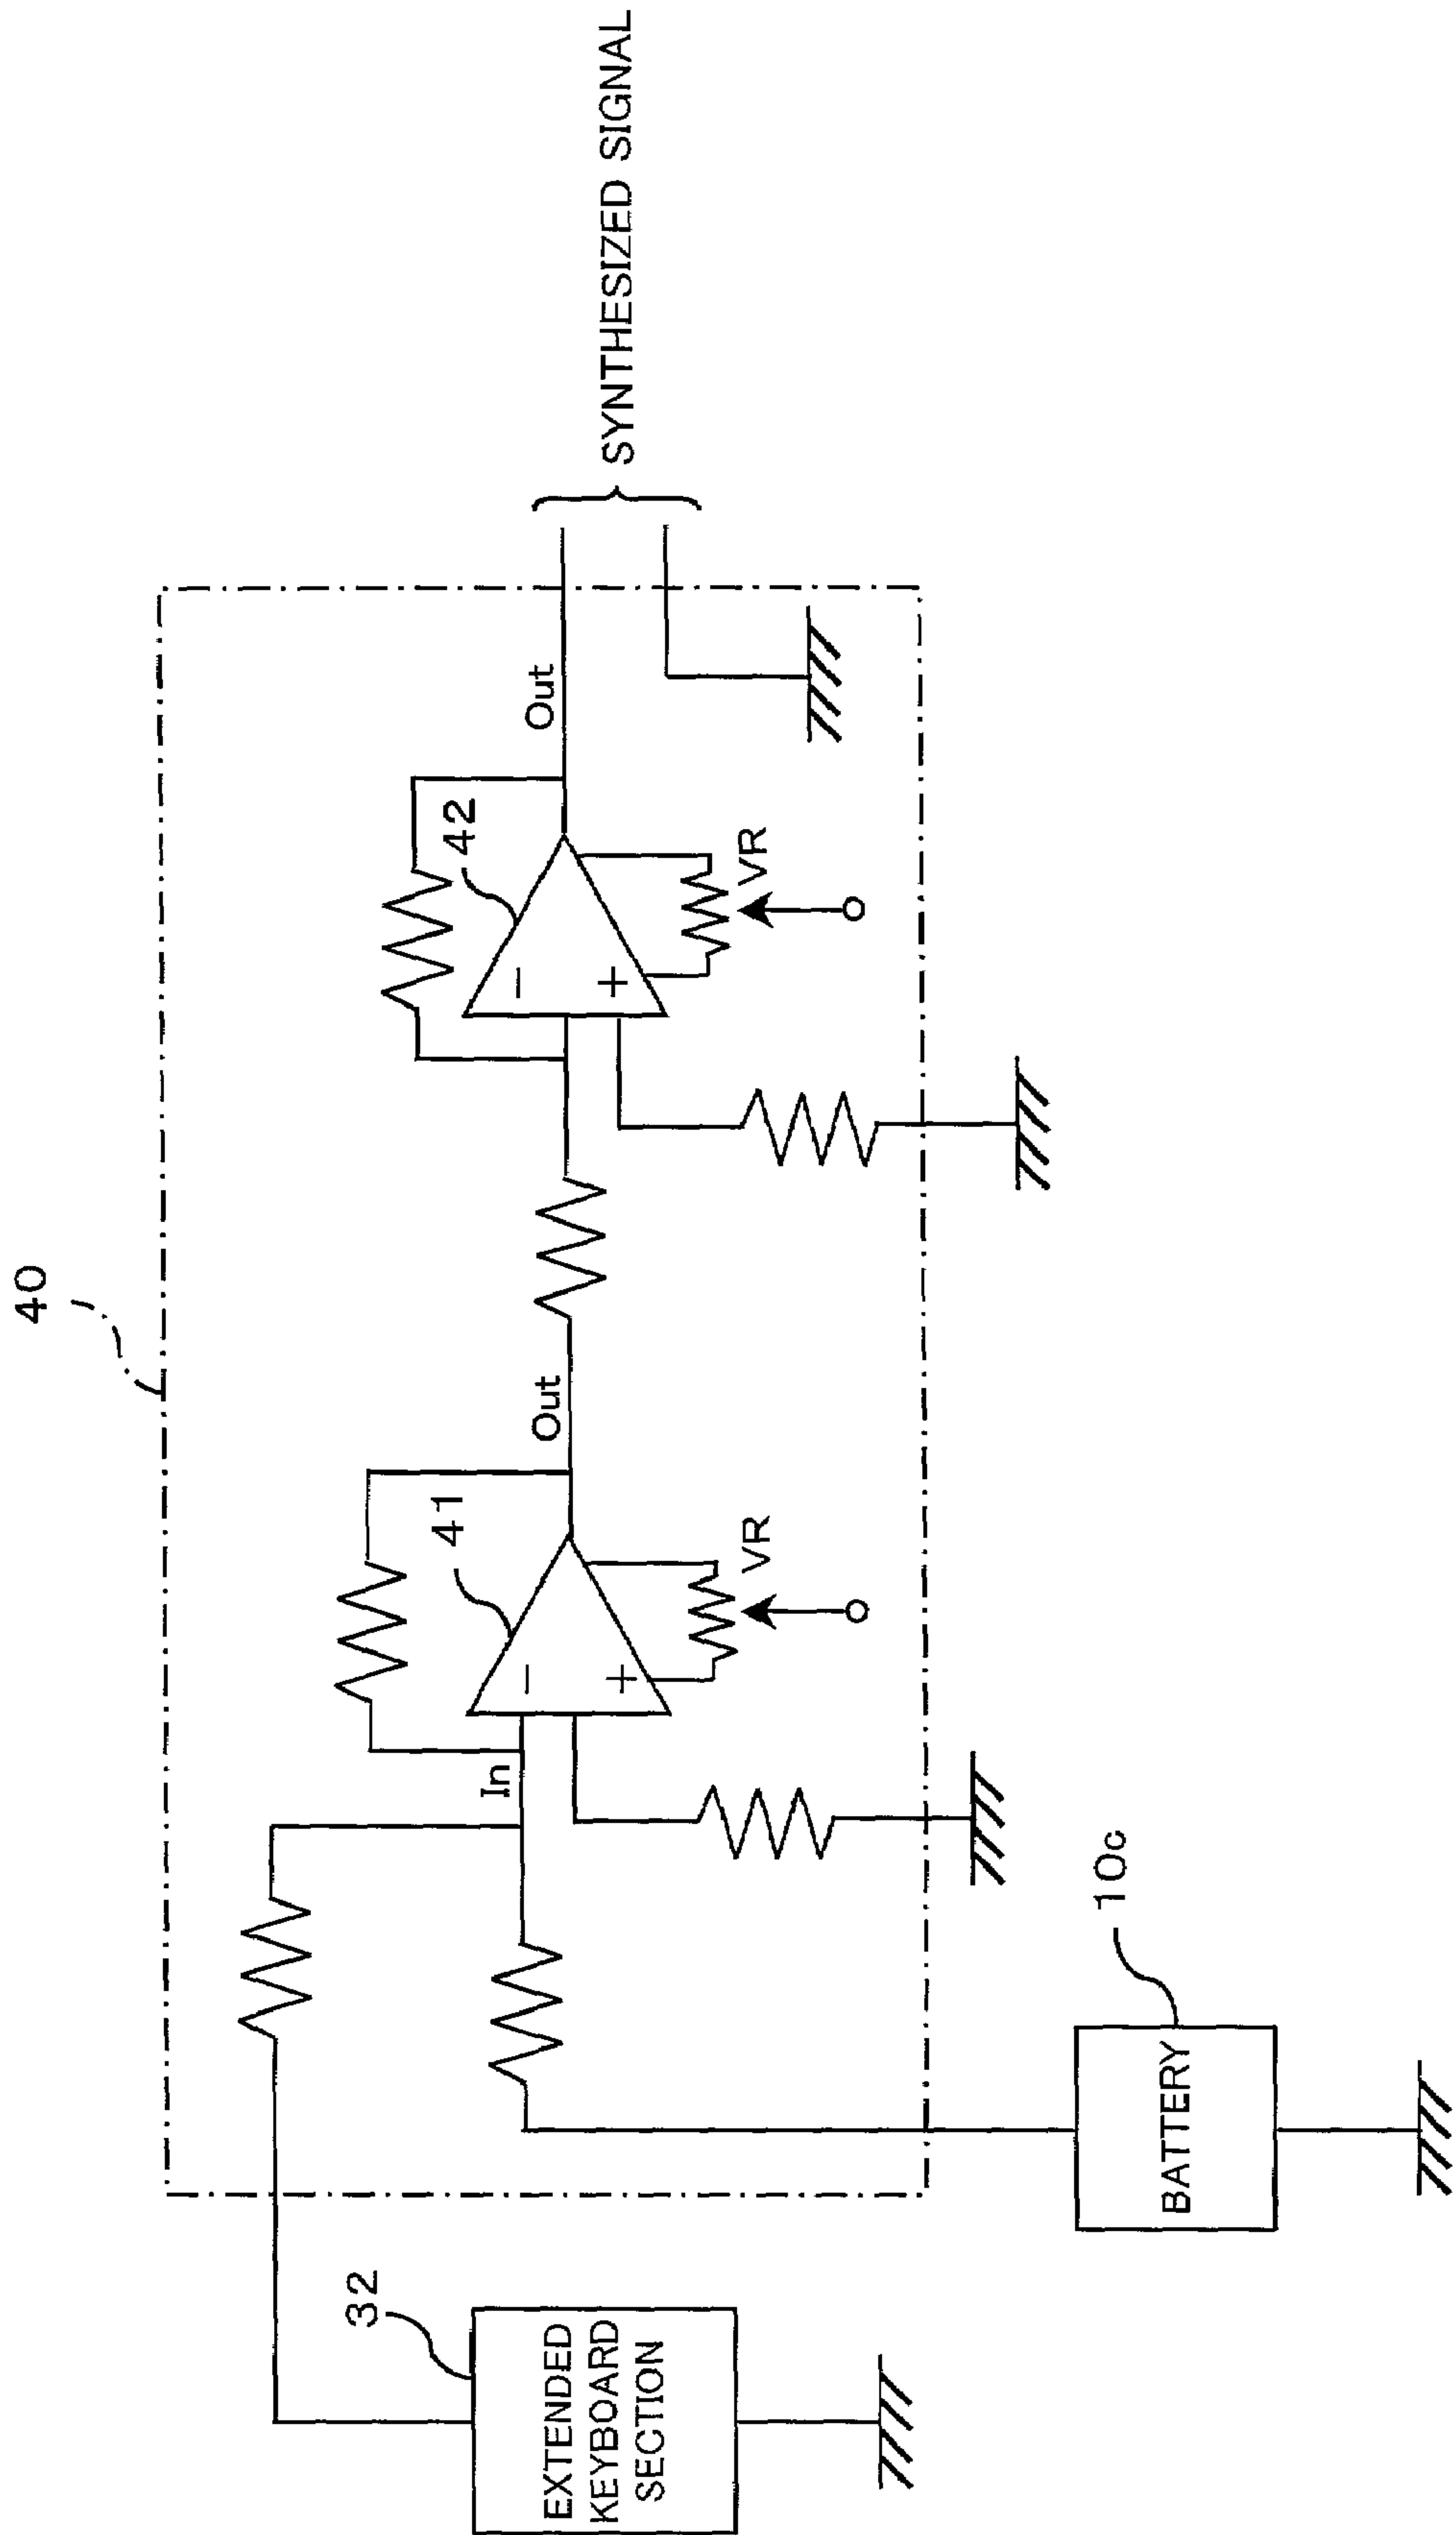 40
SYNTHESIZED SIGNAL
32
EXTENDED
KEYBOARD
SECTION
In
−
+
41
Out
VR
−
+
42
Out
VR
BATTERY
10c